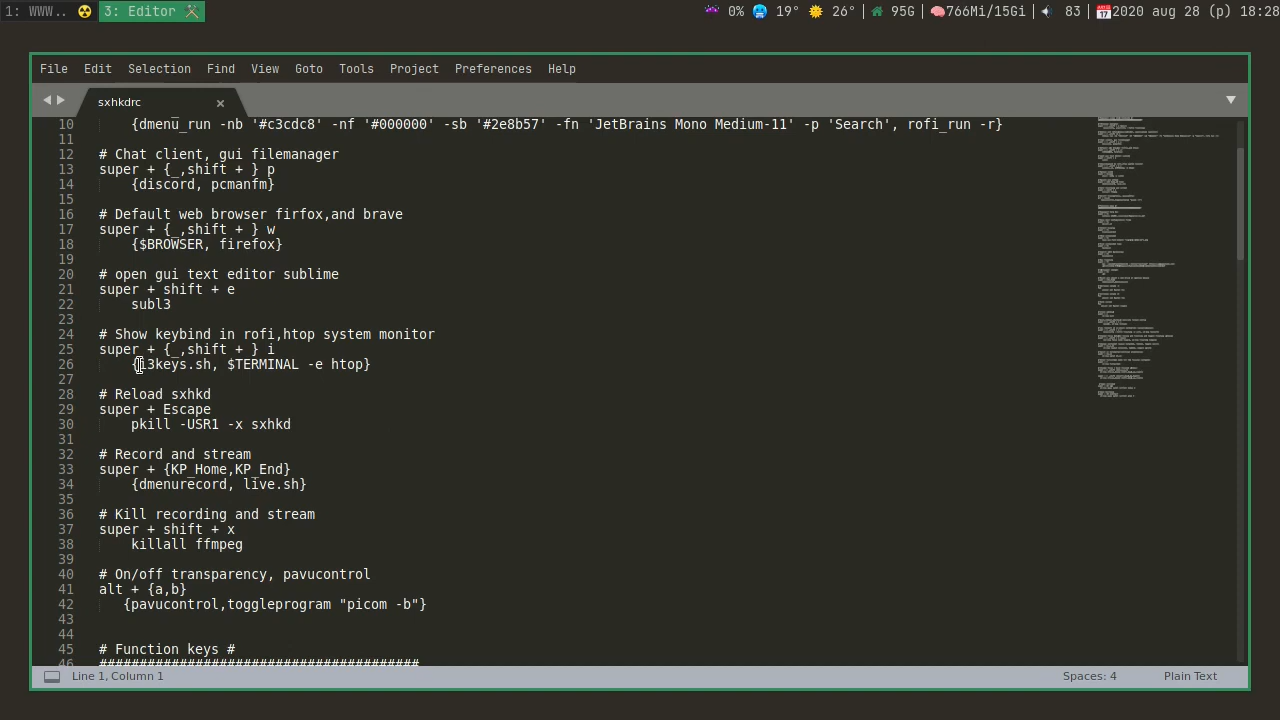 1: WWW.. ☢ 3: Editor 0% 19° 26° 95G 766Mi/15Gi 83 2020 aug 28 (p) 18:28
File Edit Selection Find View Goto Tools Project Preferences Help
sxhkdrc ×
10 {dmenu_run -nb '#c3cdc8' -nf '#000000' -sb '#2e8b57' -fn 'JetBrains Mono Medium-11' -p 'Search', rofi_run -r}
11
12 # Chat client, gui filemanager
13 super + {_,shift + } p
14 {discord, pcmanfm}
15
16 # Default web browser firfox,and brave
17 super + {_,shift + } w
18 {$BROWSER, firefox}
19
20 # open gui text editor sublime
21 super + shift + e
22 subl3
23
24 # Show keybind in rofi,htop system monitor
25 super + {_,shift + } i
26 {i3keys.sh, $TERMINAL -e htop}
27
28 # Reload sxhkd
29 super + Escape
30 pkill -USR1 -x sxhkd
31
32 # Record and stream
33 super + {KP_Home,KP_End}
34 {dmenurecord, live.sh}
35
36 # Kill recording and stream
37 super + shift + x
38 killall ffmpeg
39
40 # On/off transparency, pavucontrol
41 alt + {a,b}
42 {pavucontrol,toggleprogram "picom -b"}
43
44
45 # Function keys #
46 ########################################
Line 1, Column 1 Spaces: 4 Plain Text